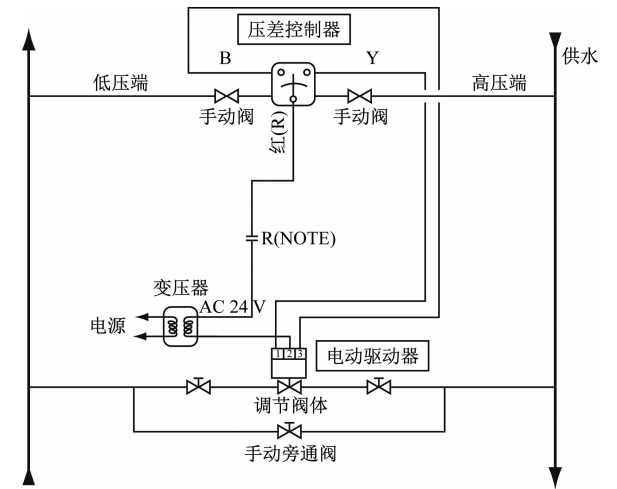 压差控制器
B
Y
供水
低压端
高压端
手动阀
手动阀
红(R)
R(NOTE)
变压器
AC 24 V
电源
1 2 3
电动驱动器
调节阀体
手动旁通阀